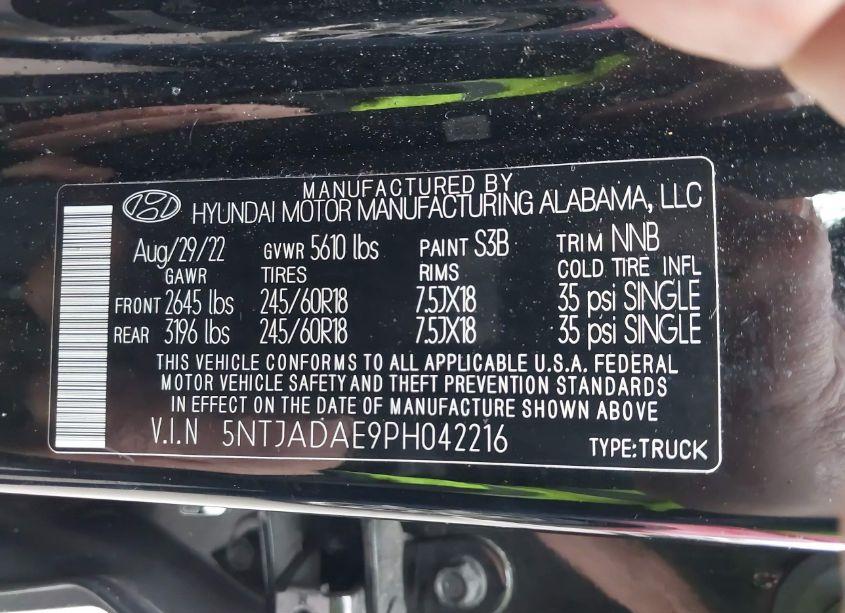 MANUFACTURED BY
HYUNDAI MOTOR MANUFACTURING ALABAMA, LLC
Aug/29/22 GVWR 5610 lbs PAINT S3B TRIM NNB
GAWR TIRES RIMS COLD TIRE INFL
FRONT 2645 lbs 245/60R18 7.5JX18 35 psi SINGLE
REAR 3196 lbs 245/60R18 7.5JX18 35 psi SINGLE
THIS VEHICLE CONFORMS TO ALL APPLICABLE U.S.A. FEDERAL
MOTOR VEHICLE SAFETY AND THEFT PREVENTION STANDARDS
IN EFFECT ON THE DATE OF MANUFACTURE SHOWN ABOVE
V.I.N 5NTJADAE9PH042216 TYPE:TRUCK